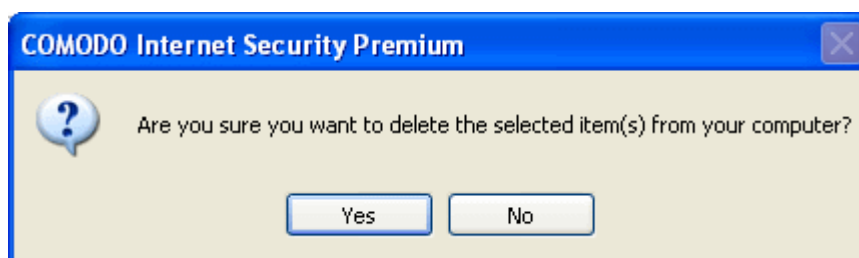 COMODO Internet Security Premium
Are you sure you want to delete the selected item(s) from your computer?
Yes No